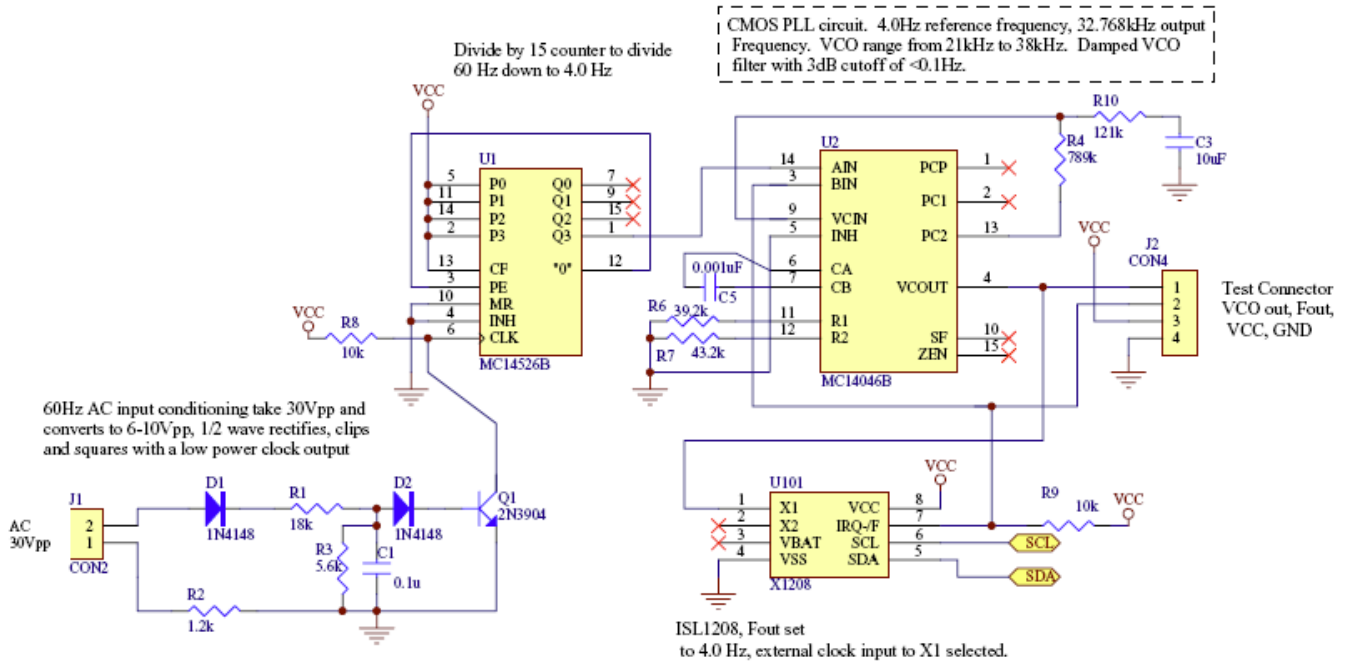 CMOS PLL circuit. 4.0Hz reference frequency, 32.768kHz output
Frequency. VCO range from 21kHz to 38kHz. Damped VCO
filter with 3dB cutoff of <0.1Hz.
Divide by 15 counter to divide
60 Hz down to 4.0 Hz
VCC
U1
5 P0 Q0 7
11 P1 Q1 9
14 P2 Q2 15
2 P3 Q3 1
13 CF "0" 12
3 PE
10 MR
4 INH
6 CLK
MC14526B
VCC
R8
10k
U2
14 AIN PCP 1
3 BIN
PC1 2
9 VCIN
5 INH PC2 13
6 CA
7 CB VCOUT 4
11 R1
12 R2 SF 10
ZEN 15
MC14046B
0.001uF
C5
R6
39.2k
R7
43.2k
R10
121k
R4
789k
C3
10uF
VCC
J2
CON4
1
2
3
4
Test Connector
VCO out, Fout,
VCC, GND
60Hz AC input conditioning take 30Vpp and
converts to 6-10Vpp, 1/2 wave rectifies, clips
and squares with a low power clock output
J1
AC
30Vpp
2
1
CON2
D1
1N4148
R1
18k
D2
1N4148
Q1
2N3904
R3
5.6k
C1
0.1u
R2
1.2k
U101
1 X1 VCC 8
2 X2 IRQ-/F 7
3 VBAT SCL 6
4 VSS SDA 5
X1208
VCC
R9
10k
VCC
SCL
SDA
ISL1208, Fout set
to 4.0 Hz, external clock input to X1 selected.